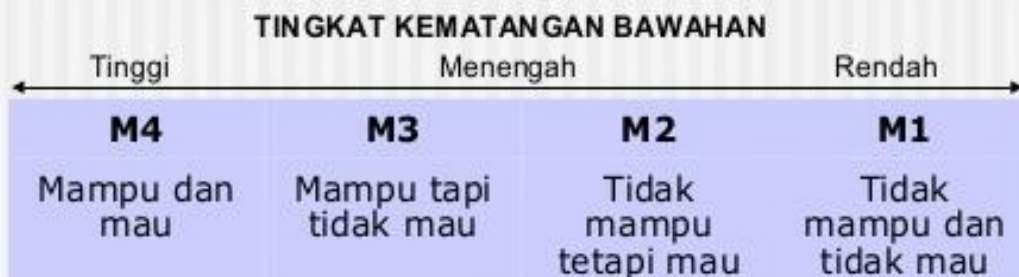 TINGKAT KEMATANGAN BAWAHAN
Tinggi Menengah Rendah
M4 M3 M2 M1
Mampu dan
mau
Mampu tapi
tidak mau
Tidak
mampu
tetapi mau
Tidak
mampu dan
tidak mau